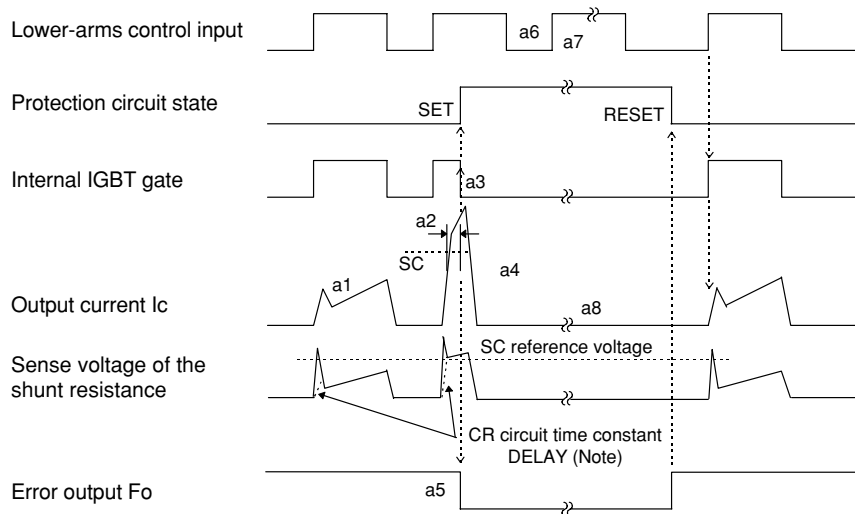 Lower-arms control input
a6
a7
Protection circuit state
SET
RESET
Internal IGBT gate
a3
a2
SC
a4
a1
a8
Output current Ic
SC reference voltage
Sense voltage of the
shunt resistance
CR circuit time constant
DELAY (Note)
Error output Fo
a5